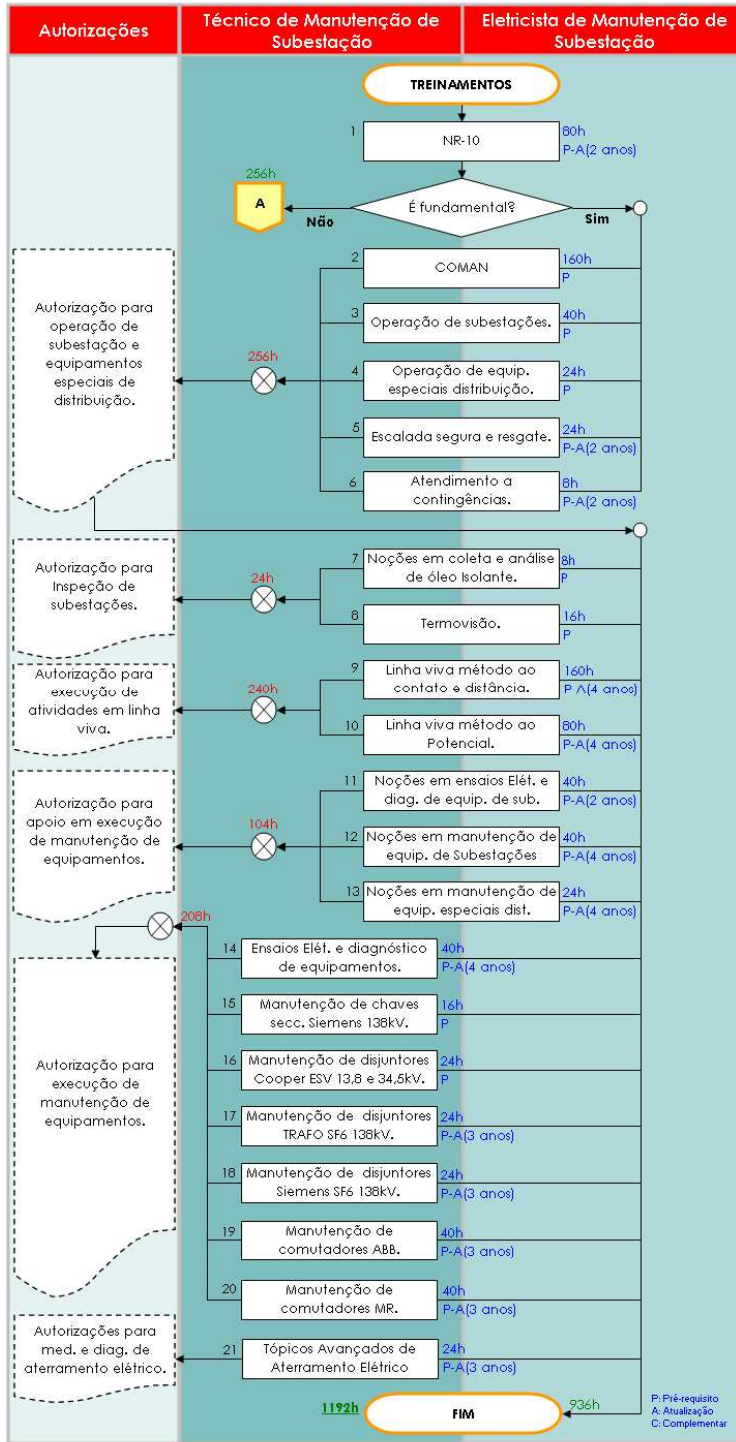 Autorizações
Técnico de Manutenção de
Subestação
Eletricista de Manutenção de
Subestação
TREINAMENTOS
1
NR-10
80h
P-A(2 anos)
256h
A
Não
É fundamental?
Sim
Autorização para
operação de
subestação e
equipamentos
especiais de
distribuição.
256h
2
COMAN
160h
P
3
Operação de subestações.
40h
P
4
Operação de equip.
especiais distribuição.
24h
P
5
Escalada segura e resgate.
24h
P-A(2 anos)
6
Atendimento a
contingências.
8h
P-A(2 anos)
Autorização para
Inspeção de
subestações.
24h
7
Noções em coleta e análise
de óleo Isolante.
8h
P
8
Termovisão.
16h
P
Autorização para
execução de
atividades em linha
viva.
240h
9
Linha viva método ao
contato e distância.
160h
P A(4 anos)
10
Linha viva método ao
Potencial.
80h
P-A(4 anos)
Autorização para
apoio em execução
de manutenção de
equipamentos.
104h
11
Noções em ensaios Elét. e
diag. de equip. de sub.
40h
P-A(2 anos)
12
Noções em manutenção de
equip. de Subestações
40h
P-A(4 anos)
13
Noções em manutenção de
equip. especiais dist.
24h
P-A(4 anos)
208h
Autorização para
execução de
manutenção de
equipamentos.
14
Ensaios Elét. e diagnóstico
de equipamentos.
40h
P-A(4 anos)
15
Manutenção de chaves
secc. Siemens 138kV.
16h
P
16
Manutenção de disjuntores
Cooper ESV 13,8 e 34,5kV.
24h
P
17
Manutenção de disjuntores
TRAFO SF6 138kV.
24h
P-A(3 anos)
18
Manutenção de disjuntores
Siemens SF6 138kV.
24h
P-A(3 anos)
19
Manutenção de
comutadores ABB.
40h
P-A(3 anos)
20
Manutenção de
comutadores MR.
40h
P-A(3 anos)
Autorizações para
med. e diag. de
aterramento elétrico.
21
Tópicos Avançados de
Aterramento Elétrico
24h
P-A(3 anos)
1192h
FIM
936h
P: Pré-requisito
A: Atualização
C: Complementar